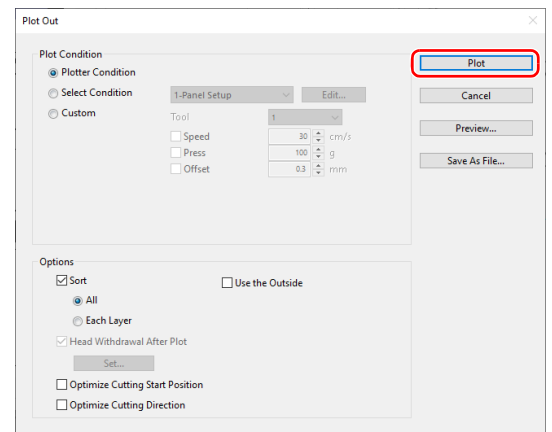 Plot Out
Plot Condition
Plotter Condition
Select Condition 1-Panel Setup Edit...
Custom Tool 1
Speed 30 cm/s
Press 100 g
Offset 0.3 mm
Plot
Cancel
Preview...
Save As File...
Options
Sort Use the Outside
All
Each Layer
Head Withdrawal After Plot
Set...
Optimize Cutting Start Position
Optimize Cutting Direction